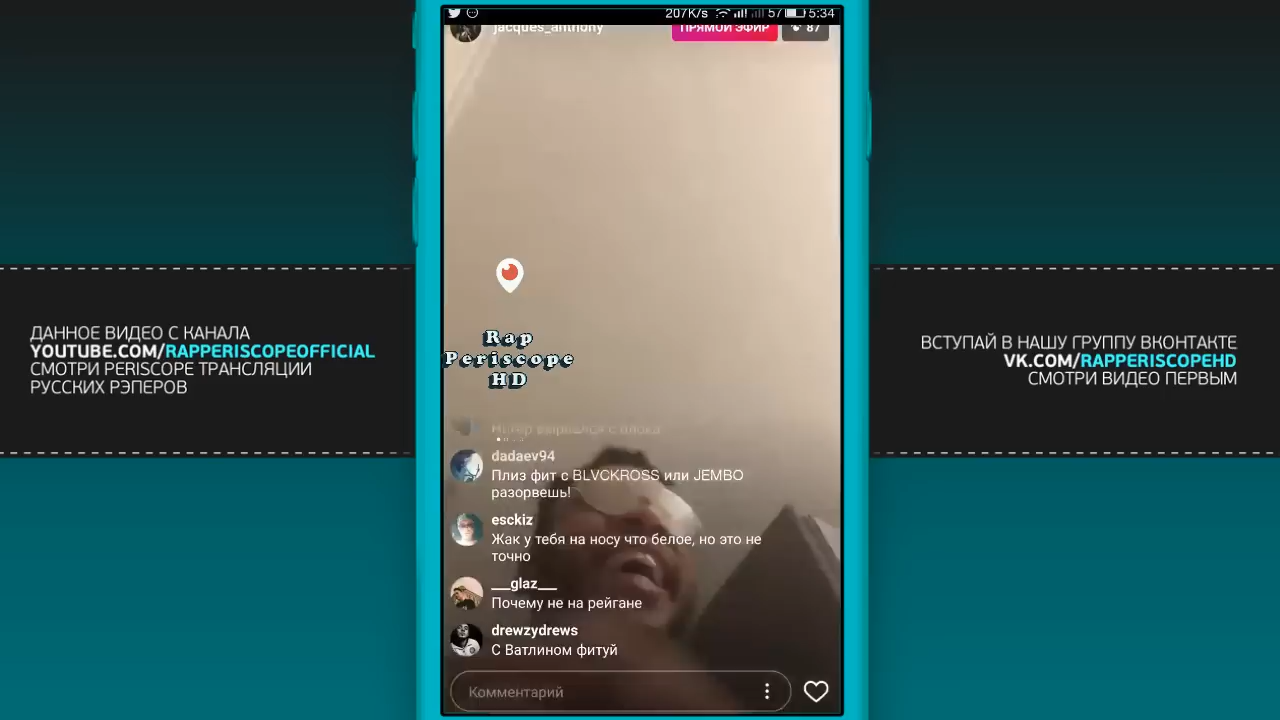 207K/s 57 5:34
jacques_anthony
ПРЯМОЙ ЭФИР
87
ДАННОЕ ВИДЕО С КАНАЛА
YOUTUBE.COM/RAPPERISCOPEOFFICIAL
СМОТРИ PERISCOPE ТРАНСЛЯЦИИ
РУССКИХ РЭПЕРОВ
Rap
Periscope
HD
ВСТУПАЙ В НАШУ ГРУППУ ВКОНТАКТЕ
VK.COM/RAPPERISCOPEHD
СМОТРИ ВИДЕО ПЕРВЫМ
с блока
dadaev94
Плиз фит с BLVCKROSS или JEMBO
разорвешь!
esckiz
Жак у тебя на носу что белое, но это не
точно
___glaz___
Почему не на рейгане
drewzydrews
С Ватлином фитуй
Комментарий